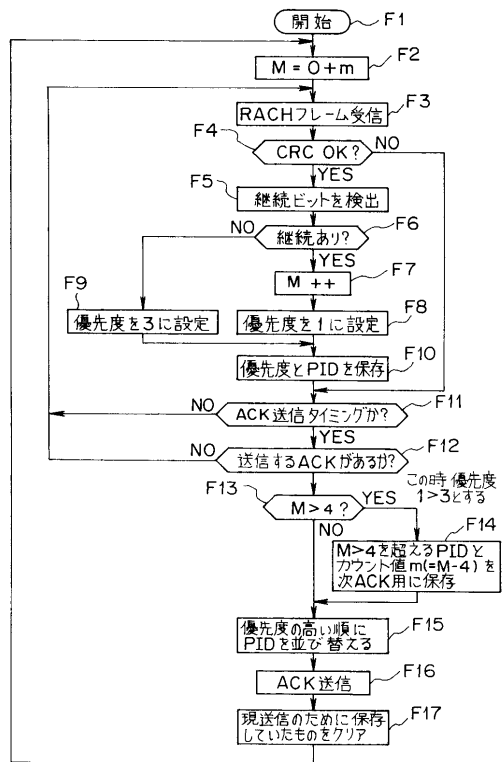 開始
F1
M = 0 + m
F2
RACHフレーム受信
F3
F4
CRC OK?
NO
YES
F5
継続ビットを検出
NO
F6
継続あり?
YES
F7
M ++
F9
優先度を3に設定
優先度を1に設定
F8
優先度とPIDを保存
F10
NO
ACK送信タイミングか?
F11
YES
NO
送信するACKがあるか?
F12
F13
M>4?
YES
この時 優先度
1>3とする
NO
F14
M>4を超えるPIDと
カウント値m(=M-4)を
次ACK用に保存
優先度の高い順に
PIDを並び替える
F15
ACK送信
F16
現送信のために保存
していたものをクリア
F17